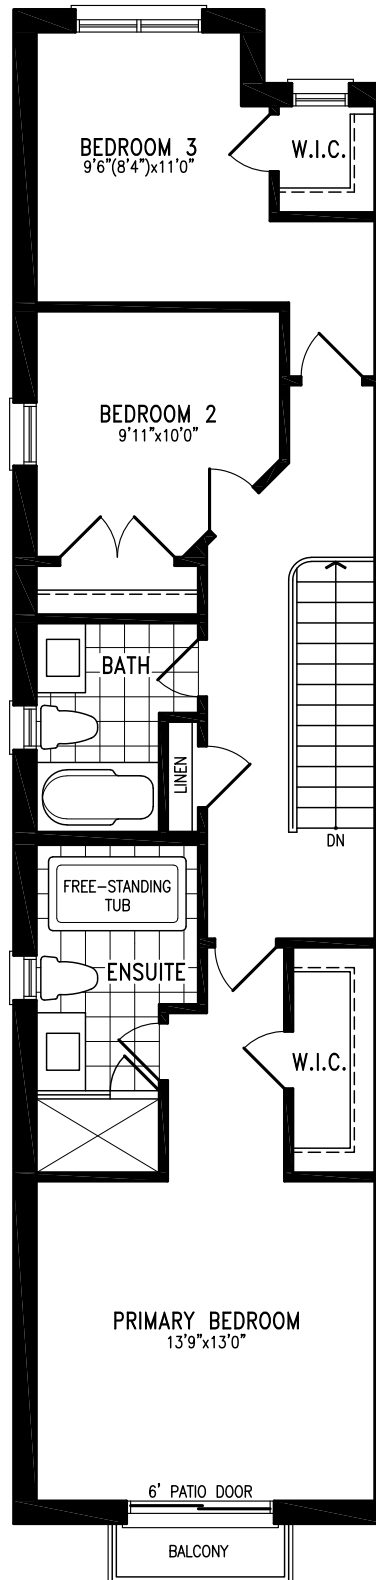 BEDROOM 3
9'6"(8'4")x11'0"
W.I.C.
BEDROOM 2
9'11"x10'0"
BATH
LINEN
DN
FREE-STANDING
TUB
ENSUITE
W.I.C.
PRIMARY BEDROOM
13'9"x13'0"
6' PATIO DOOR
BALCONY